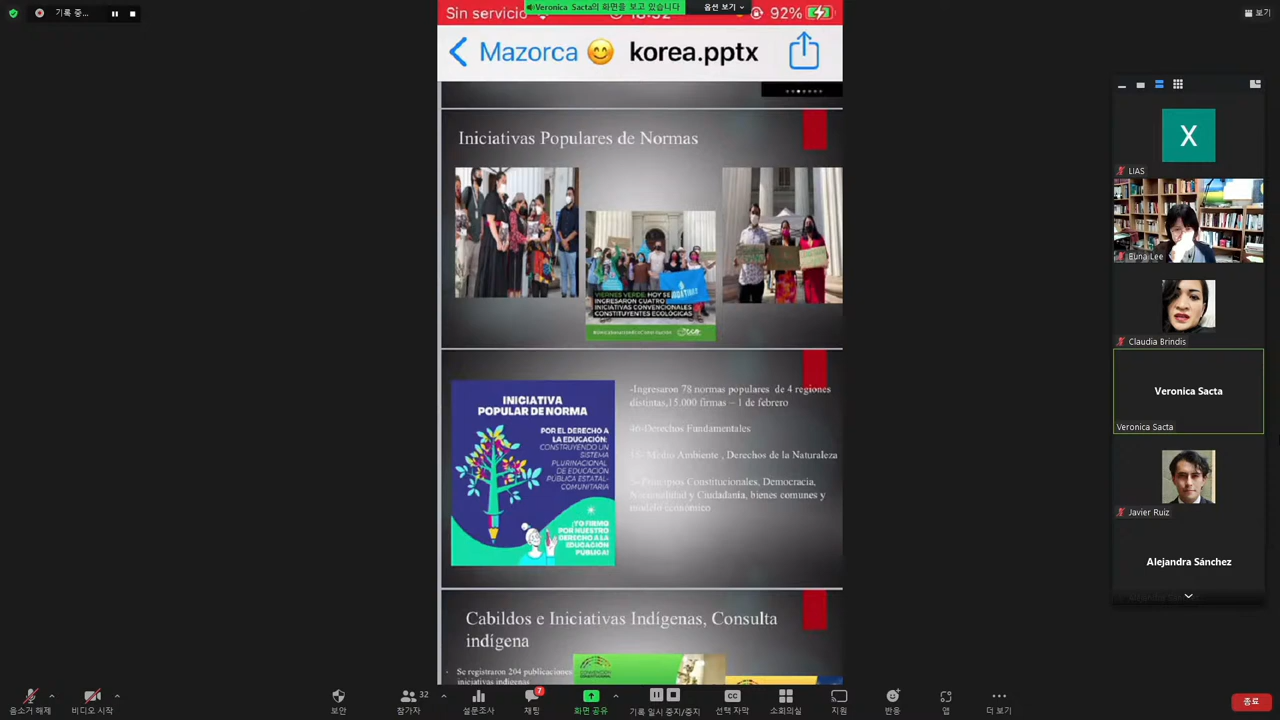 기록 중...
Sin servicio
Veronica Sacta의 화면을 보고 있습니다
옵션 보기
92%
보기
Mazorca 😊 korea.pptx
Iniciativas Populares de Normas
VIERNES VERDE: HOY SE
INGRESARON CUATRO
INICIATIVAS CONVENCIONALES
CONSTITUYENTES ECOLÓGICAS
INICIATIVA
POPULAR DE NORMA
POR EL DERECHO A
LA EDUCACIÓN:
CONSTRUYENDO UN
SISTEMA
PLURINACIONAL
DE EDUCACIÓN
PÚBLICA ESTATAL-
COMUNITARIA
¡YO FIRMO
POR NUESTRO
DERECHO A LA
EDUCACIÓN
PÚBLICA!
-Ingresaron 78 normas populares de 4 regiones
distintas,15.000 firmas – 1 de febrero
46-Derechos Fundamentales
Medio Ambiente , Derechos de la Naturaleza
Principios Constitucionales, Democracia,
Nacionalidad y Ciudadanía, bienes comunes y
modelo económico
Cabildos e Iniciativas Indígenas, Consulta
indígena
Se registraron 204 publicaciones
iniciativas indígenas
X
LIAS
Euna Lee
Claudia Brindis
Veronica Sacta
Veronica Sacta
Javier Ruiz
Alejandra Sánchez
음소거 해제
비디오 시작
보안
32
참가자
설문조사
7
채팅
화면 공유
기록 일시 중지/중지
선택 자막
소회의실
지원
반응
앱
더 보기
종료